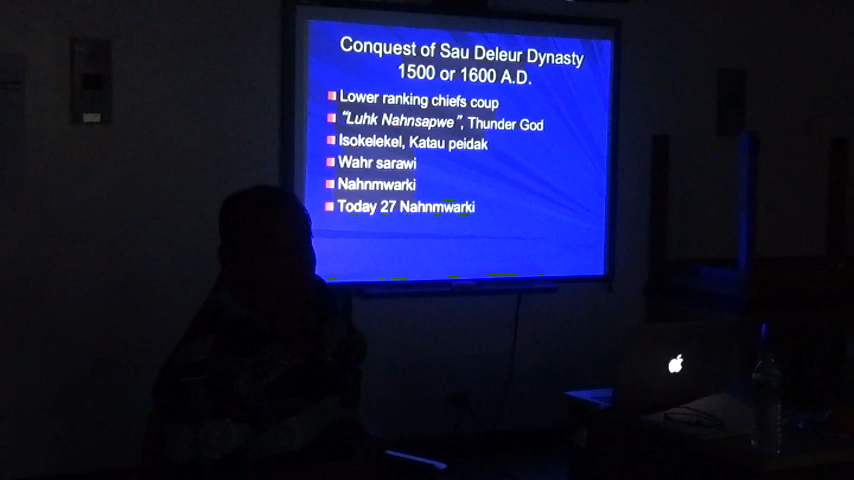 Conquest of Sau Deleur Dynasty
1500 or 1600 A.D.
Lower ranking chiefs coup
“Luhk Nahnsapwe”, Thunder God
Isokelekel, Katau peidak
Wahr sarawi
Nahnmwarki
Today 27 Nahnmwarki